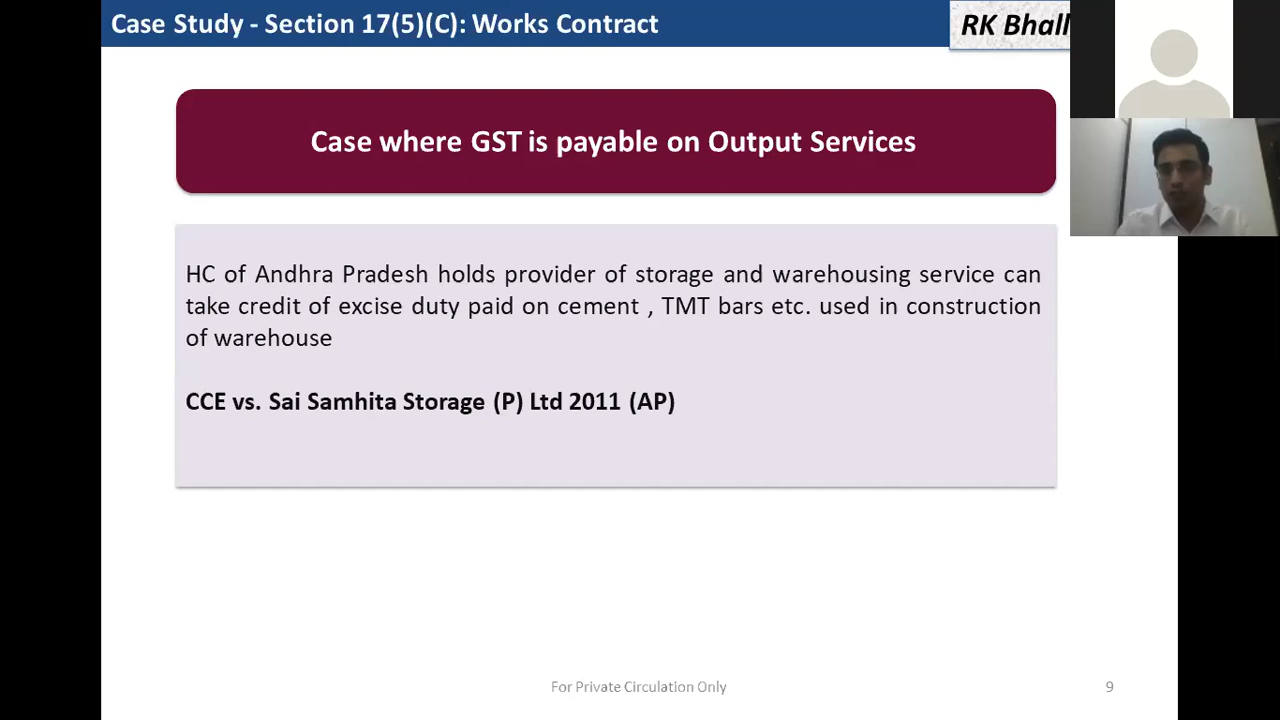 Case Study - Section 17(5)(C): Works Contract
RK Bhall
Case where GST is payable on Output Services
HC of Andhra Pradesh holds provider of storage and warehousing service can
take credit of excise duty paid on cement , TMT bars etc. used in construction
of warehouse
CCE vs. Sai Samhita Storage (P) Ltd 2011 (AP)
For Private Circulation Only
9